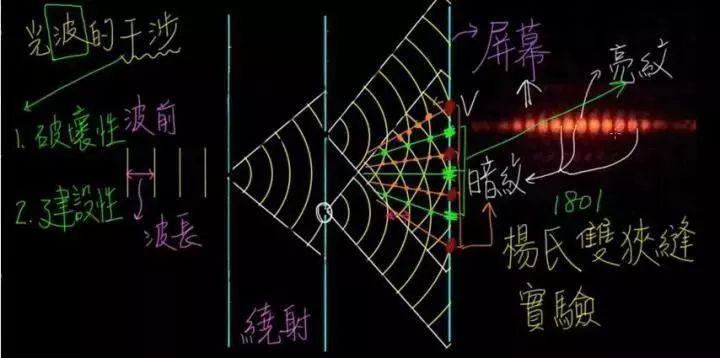 光波的干涉
1. 破壞性
2. 建設性
波前
波長
繞射
屏幕
V
亮紋
暗紋
1801
楊氏雙狹縫
實驗